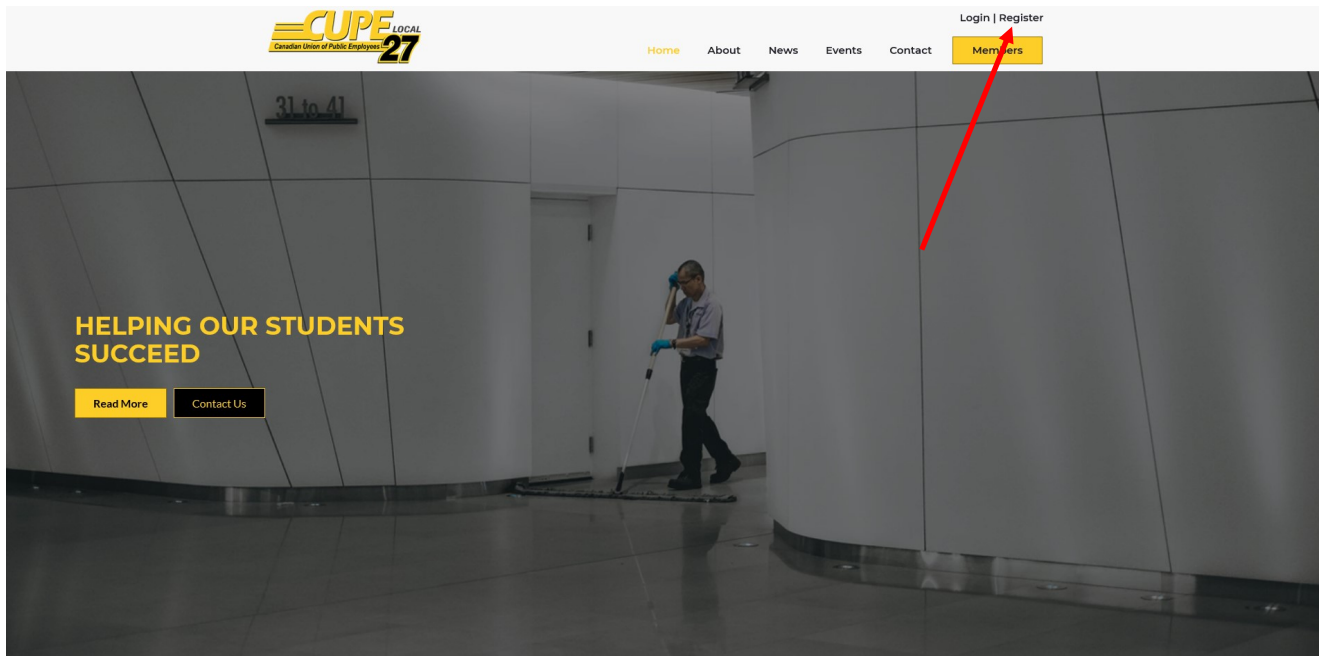 CUPE LOCAL
Canadian Union of Public Employees 27
Login | Register
Home About News Events Contact Members
31 to 41
HELPING OUR STUDENTS
SUCCEED
Read More Contact Us